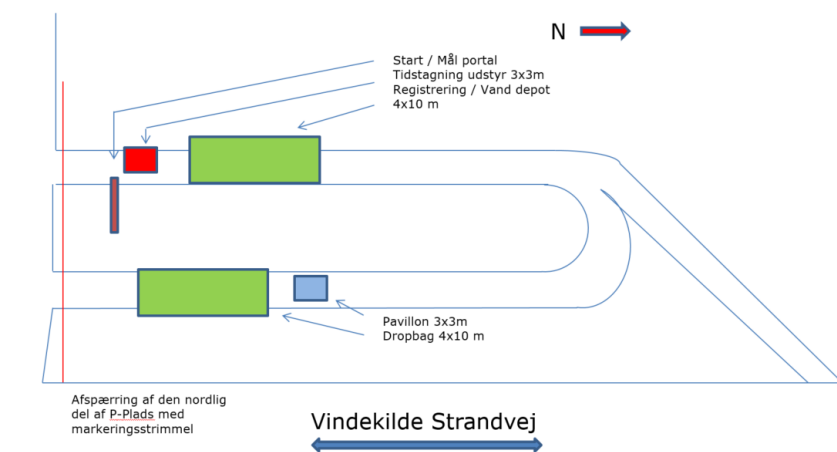 N
Start / Mål portal
Tidstagning udstyr 3x3m
Registrering / Vand depot
4x10 m
Pavillon 3x3m
Dropbag 4x10 m
Afspærring af den nordlig
del af P-Plads med
markeringsstrimmel
Vindekilde Strandvej